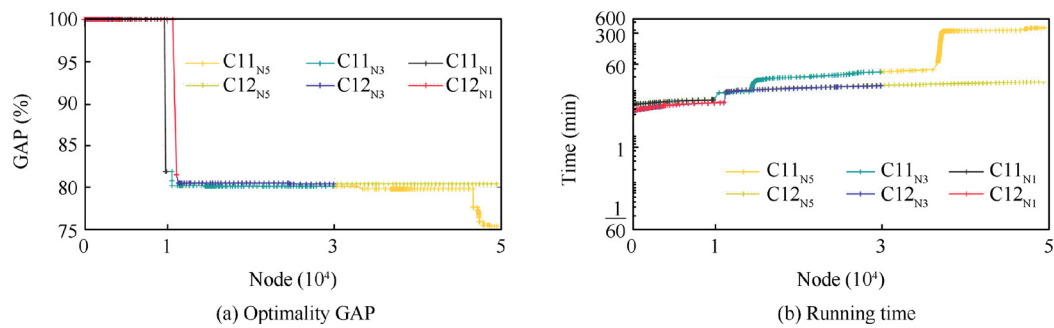 100
95
90
85
80
75
GAP (%)
C11N5 C11N3 C11N1
C12N5 C12N3 C12N1
0 1 3 5
Node (10⁴)
(a) Optimality GAP
600
300
60
1
1/60
Time (min)
C11N5 C11N3 C11N1
C12N5 C12N3 C12N1
0 1 3 5
Node (10⁴)
(b) Running time